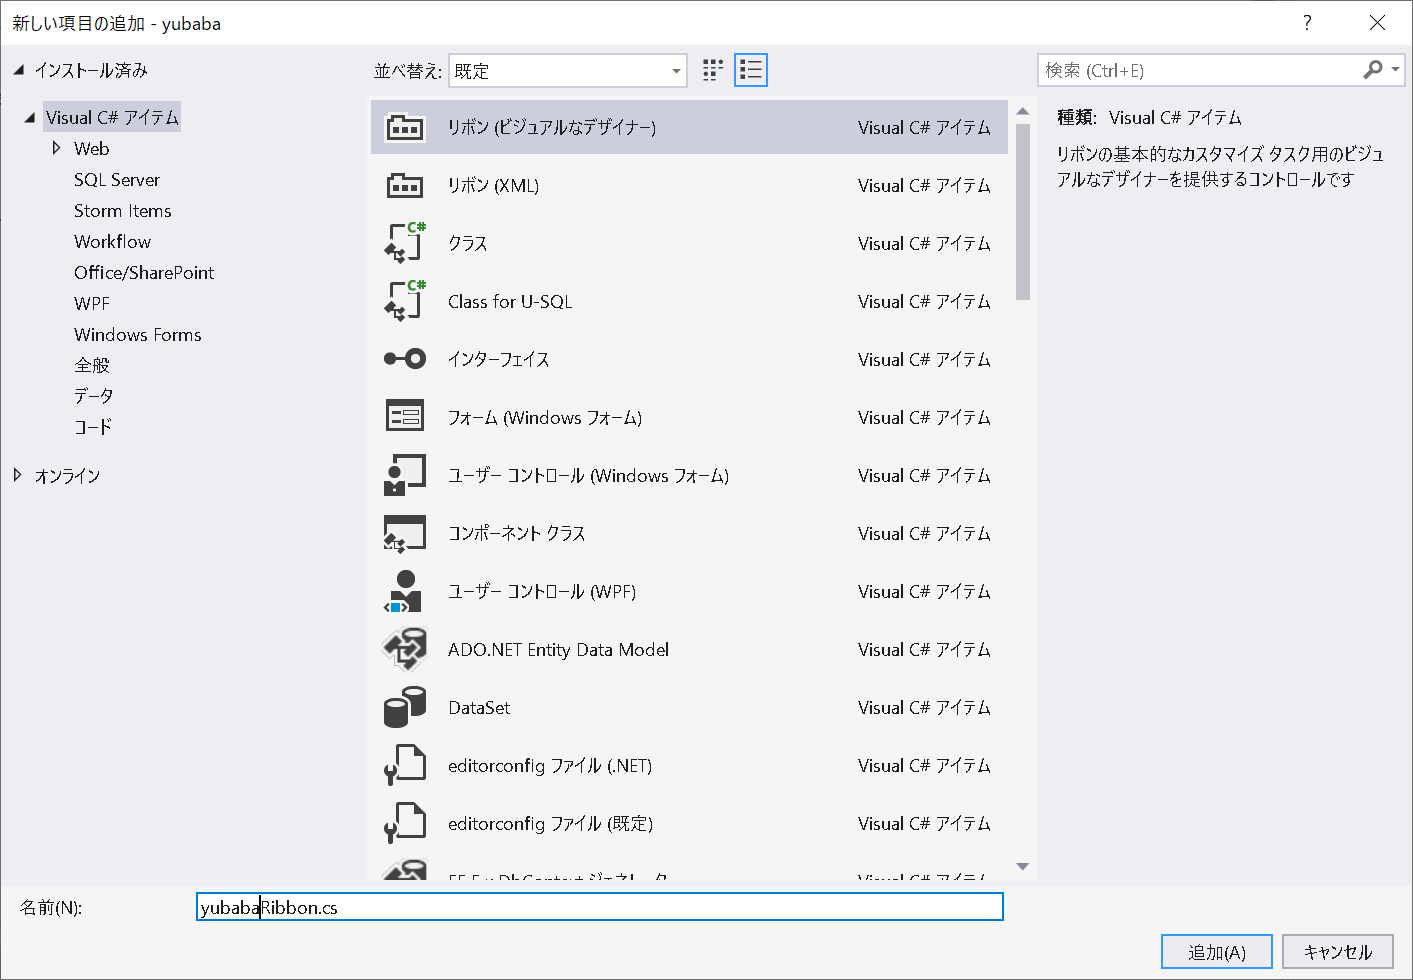 新しい項目の追加 - yubaba
?
インストール済み
並べ替え:
既定
検索 (Ctrl+E)
Visual C# アイテム
Web
SQL Server
Storm Items
Workflow
Office/SharePoint
WPF
Windows Forms
全般
データ
コード
オンライン
リボン (ビジュアルなデザイナー) Visual C# アイテム
リボン (XML) Visual C# アイテム
C#
クラス Visual C# アイテム
C#
Class for U-SQL Visual C# アイテム
インターフェイス Visual C# アイテム
フォーム (Windows フォーム) Visual C# アイテム
ユーザー コントロール (Windows フォーム) Visual C# アイテム
コンポーネント クラス Visual C# アイテム
ユーザー コントロール (WPF) Visual C# アイテム
ADO.NET Entity Data Model Visual C# アイテム
DataSet Visual C# アイテム
editorconfig ファイル (.NET) Visual C# アイテム
editorconfig ファイル (既定) Visual C# アイテム
DbContext ジェネレータ Visual C# アイテム
種類: Visual C# アイテム
リボンの基本的なカスタマイズ タスク用のビジュ
アルなデザイナーを提供するコントロールです
名前(N):
yubabaRibbon.cs
追加(A)
キャンセル